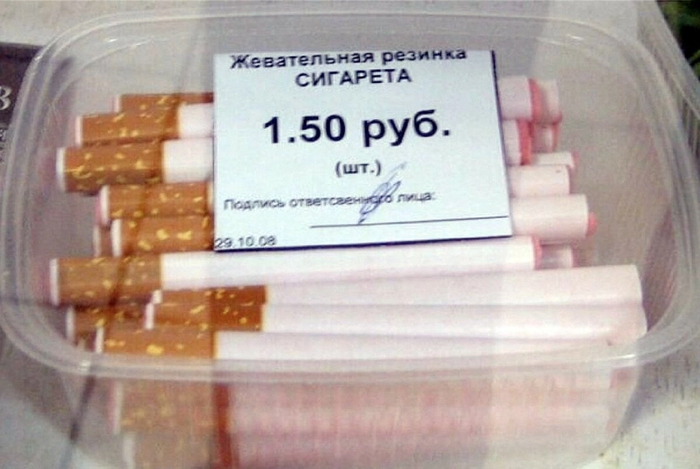 Жевательная резинка
СИГАРЕТА
1.50 руб.
(шт.)
Подпись ответсвенного лица:
29.10.08